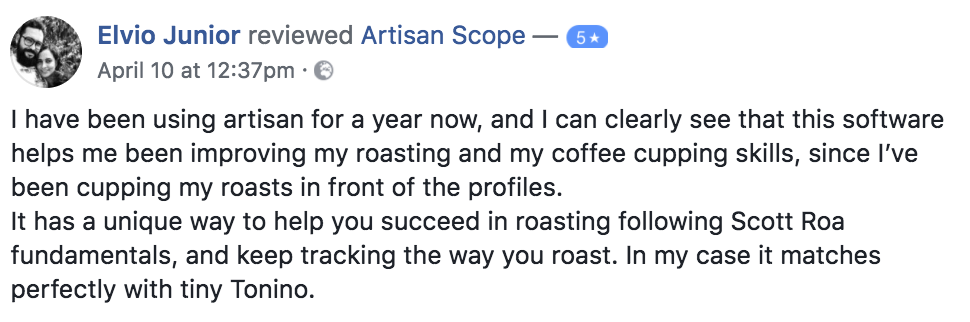 Elvio Junior reviewed Artisan Scope — 5★
April 10 at 12:37pm ·
I have been using artisan for a year now, and I can clearly see that this software
helps me been improving my roasting and my coffee cupping skills, since I’ve
been cupping my roasts in front of the profiles.
It has a unique way to help you succeed in roasting following Scott Roa
fundamentals, and keep tracking the way you roast. In my case it matches
perfectly with tiny Tonino.